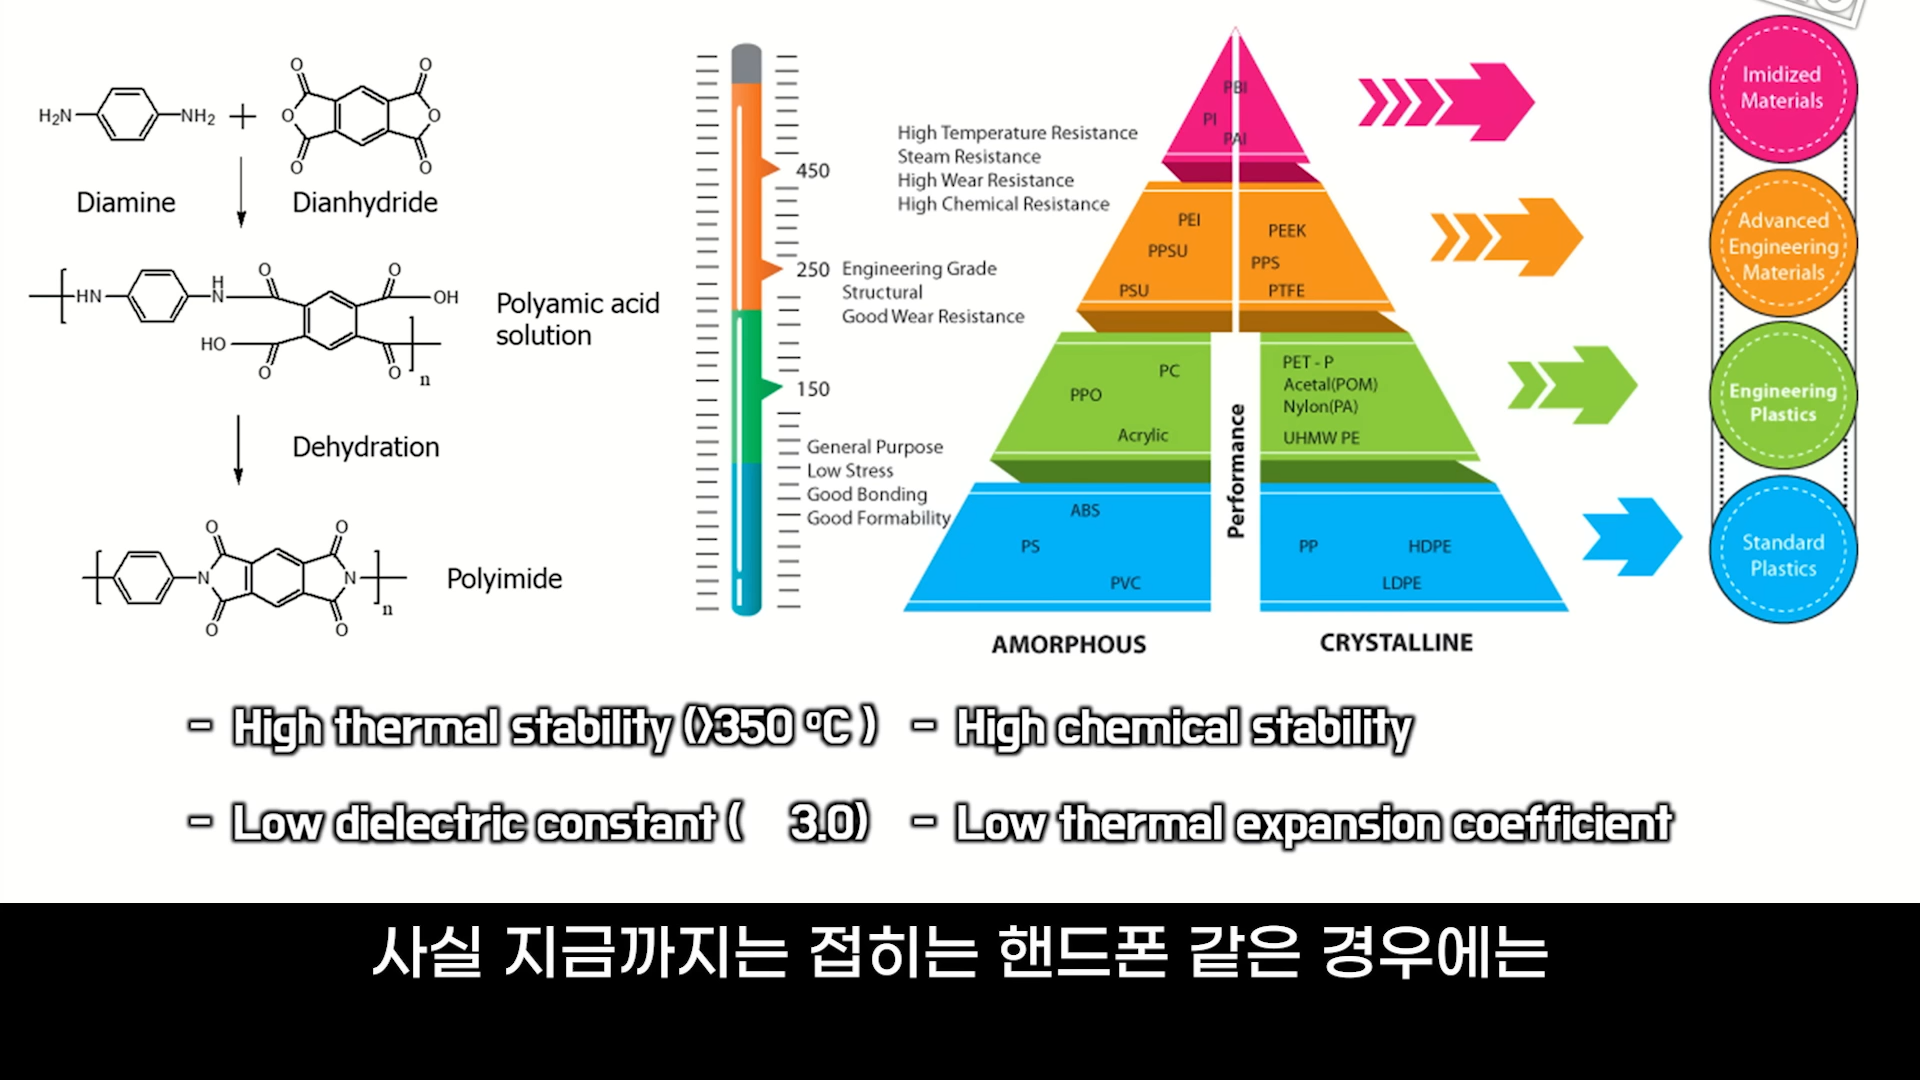 H₂N
NH₂
+
O
O
O
O
O
O
Diamine
Dianhydride
HN
H
N
O
O
OH
HO
O
O
n
Polyamic acid
solution
Dehydration
O
O
N
N
O
O
n
Polyimide
450
250
150
High Temperature Resistance
Steam Resistance
High Wear Resistance
High Chemical Resistance
Engineering Grade
Structural
Good Wear Resistance
General Purpose
Low Stress
Good Bonding
Good Formability
PBI
PI
PAI
PEI
PPSU
PSU
PEEK
PPS
PTFE
PC
PPO
Acrylic
PET - P
Acetal(POM)
Nylon(PA)
UHMW PE
Performance
ABS
PS
PVC
PP
HDPE
LDPE
AMORPHOUS
CRYSTALLINE
Imidized
Materials
Advanced
Engineering
Materials
Engineering
Plastics
Standard
Plastics
- High thermal stability (>350 ºC )
- High chemical stability
- Low dielectric constant ( 3.0)
- Low thermal expansion coefficient
사실 지금까지는 접히는 핸드폰 같은 경우에는